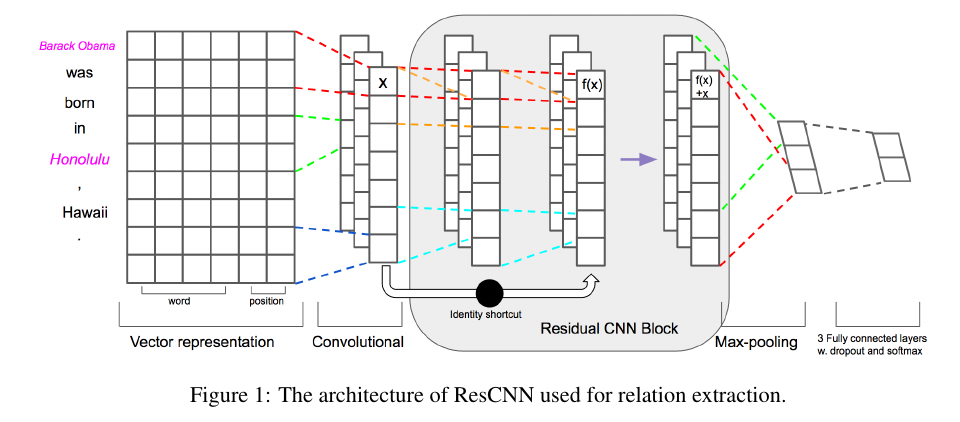 Barack Obama
was
born
in
Honolulu
,
Hawaii
.
word
position
X
f(x)
f(x)
+x
Identity shortcut
Residual CNN Block
Vector representation
Convolutional
Max-pooling
3 Fully connected layers
w. dropout and softmax
Figure 1: The architecture of ResCNN used for relation extraction.